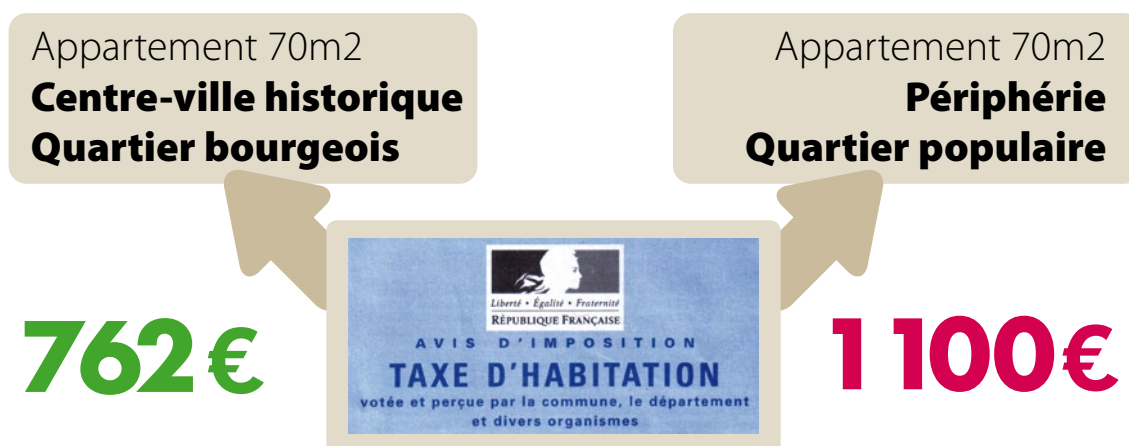 Appartement 70m2
Centre-ville historique
Quartier bourgeois
Appartement 70m2
Périphérie
Quartier populaire
762€
Liberté • Égalité • Fraternité
RÉPUBLIQUE FRANÇAISE
AVIS D'IMPOSITION
TAXE D'HABITATION
votée et perçue par la commune, le département
et divers organismes
1 100€